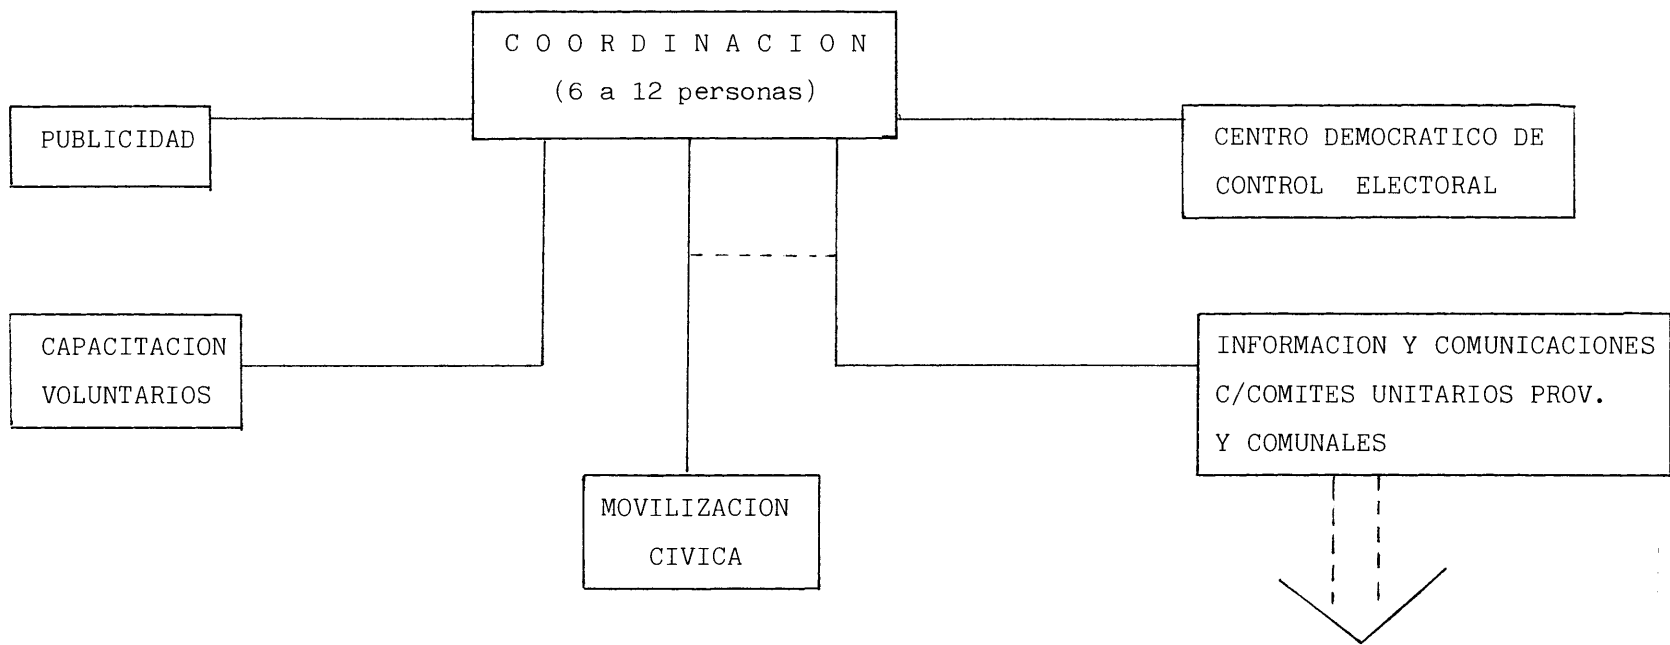 C O O R D I N A C I O N
(6 a 12 personas)
PUBLICIDAD
CENTRO DEMOCRATICO DE
CONTROL ELECTORAL
CAPACITACION
VOLUNTARIOS
INFORMACION Y COMUNICACIONES
C/COMITES UNITARIOS PROV.
Y COMUNALES
MOVILIZACION
CIVICA